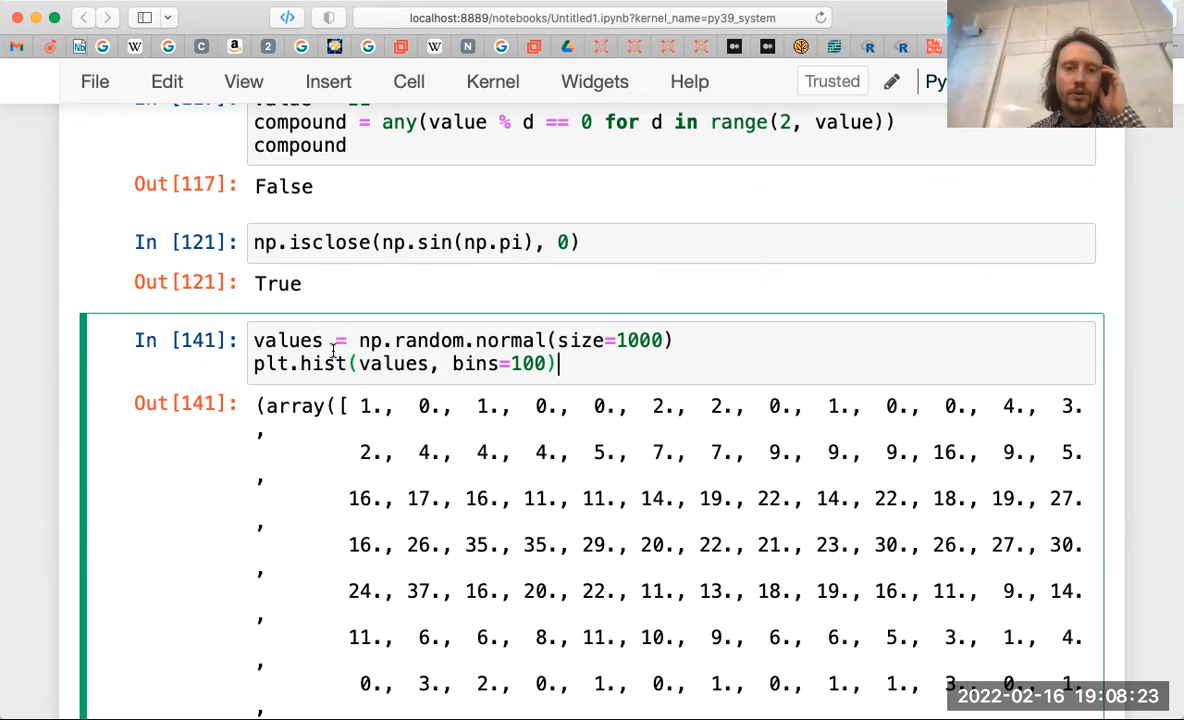 localhost:8889/notebooks/Untitled1.ipynb?kernel_name=py39_system
File Edit View Insert Cell Kernel Widgets Help Trusted Py
compound = any(value % d == 0 for d in range(2, value))
compound
Out[117]: False
In [121]: np.isclose(np.sin(np.pi), 0)
Out[121]: True
In [141]: values = np.random.normal(size=1000)
plt.hist(values, bins=100)
Out[141]: (array([ 1., 0., 1., 0., 0., 2., 2., 0., 1., 0., 0., 4., 3.
,
2., 4., 4., 4., 5., 7., 7., 9., 9., 9., 16., 9., 5.
,
16., 17., 16., 11., 11., 14., 19., 22., 14., 22., 18., 19., 27.
,
16., 26., 35., 35., 29., 20., 22., 21., 23., 30., 26., 27., 30.
,
24., 37., 16., 20., 22., 11., 13., 18., 19., 16., 11., 9., 14.
,
11., 6., 6., 8., 11., 10., 9., 6., 6., 5., 3., 1., 4.
,
0., 3., 2., 0., 1., 0., 1., 0., 1., 1., 3., 0., 1.
,
2022-02-16 19:08:23